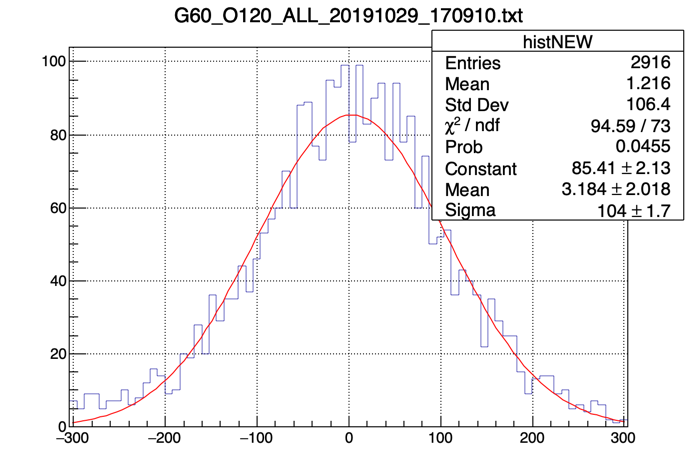 G60_O120_ALL_20191029_170910.txt
histNEW
Entries 2916
Mean 1.216
Std Dev 106.4
χ² / ndf 94.59 / 73
Prob 0.0455
Constant 85.41 ± 2.13
Mean 3.184 ± 2.018
Sigma 104 ± 1.7
100
80
60
40
20
0
−300 −200 −100 0 100 200 300